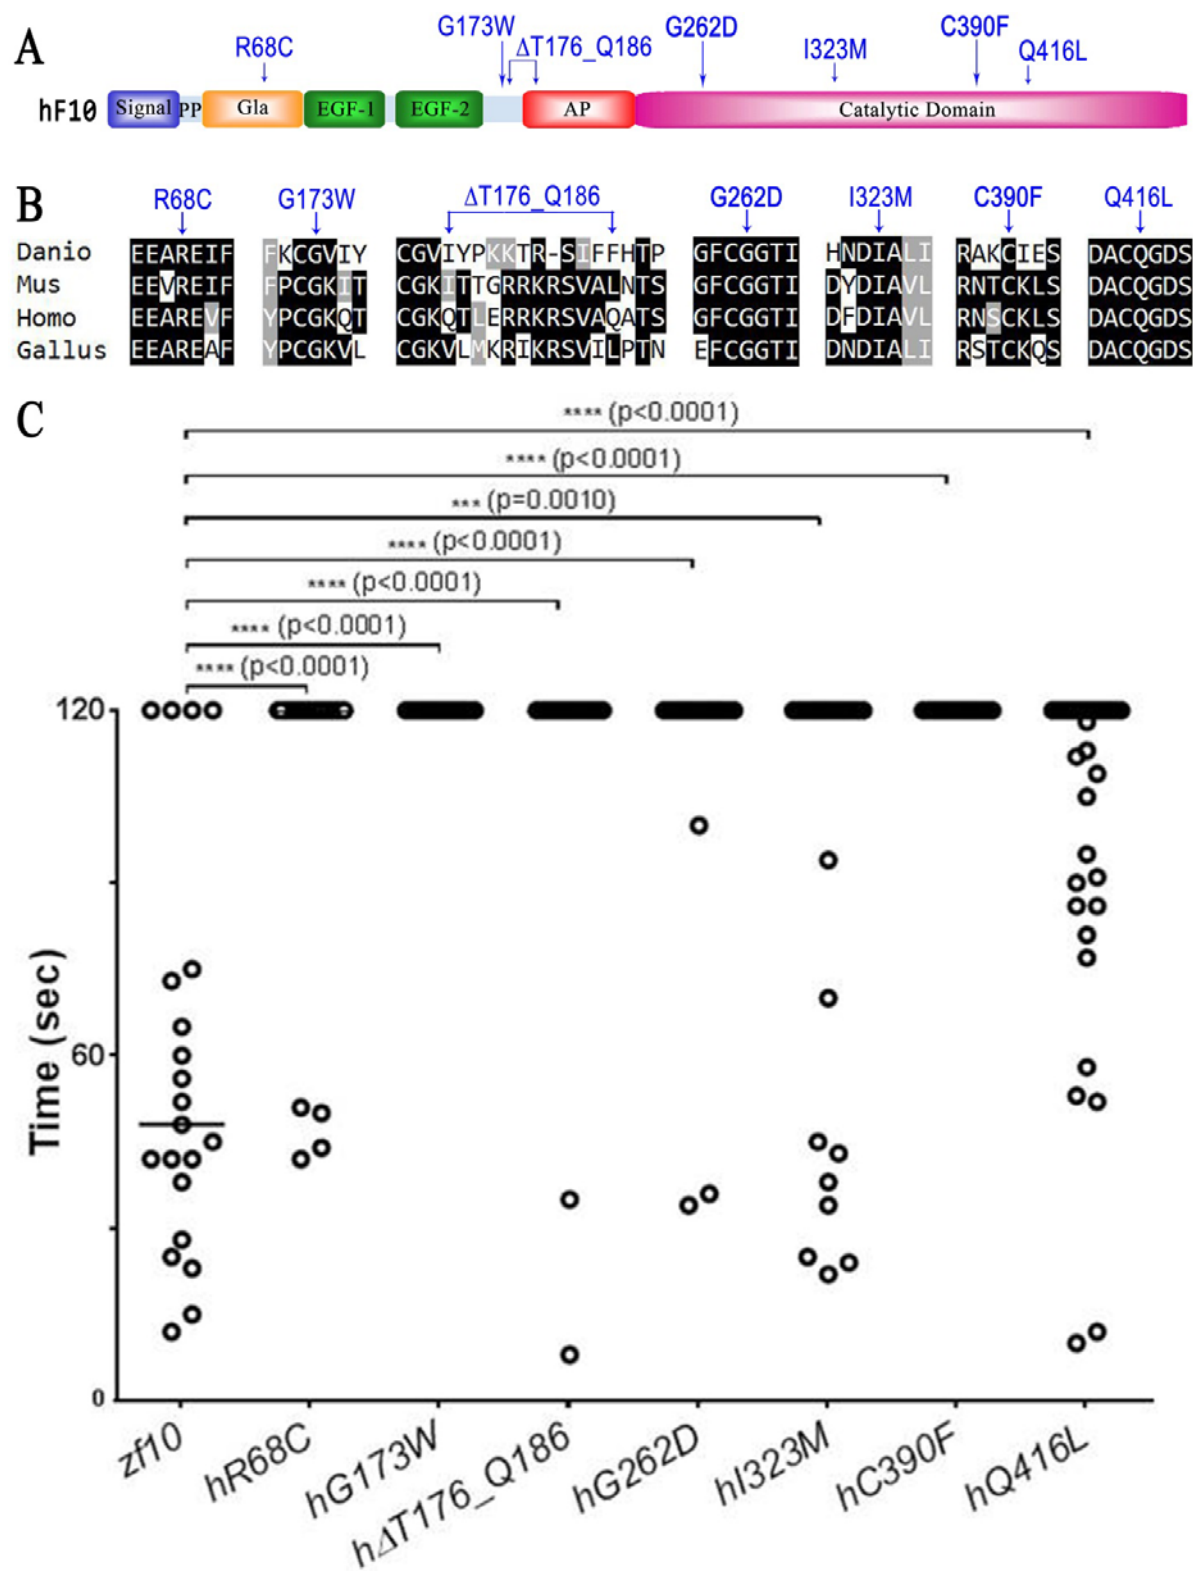 A
R68C G173W ΔT176_Q186 G262D I323M C390F Q416L
hF10 Signal PP Gla EGF-1 EGF-2 AP Catalytic Domain
B
R68C G173W ΔT176_Q186 G262D I323M C390F Q416L
Danio EEAREIF FKCGVIY CGVIYPKKTR-SIFFHTP GFCGGTI HNDIALI RAKCIES DACQGDS
Mus EEVREIF FPCGKIT CGKITTGRRKRSVALNTS GFCGGTI DYDIAVL RNTCKLS DACQGDS
Homo EEAREVF YPCGKQT CGKQTLERRKRSVAQATS GFCGGTI DFDIAVL RNSCKLS DACQGDS
Gallus EEAREAF YPCGKVL CGKVLMKRIKRSVILPTN EFCGGTI DNDIALI RSTCKQS DACQGDS
C
**** (p<0.0001)
**** (p<0.0001)
*** (p=0.0010)
**** (p<0.0001)
**** (p<0.0001)
**** (p<0.0001)
**** (p<0.0001)
120
60
0
Time (sec)
zf10 hR68C hG173W hΔT176_Q186 hG262D hI323M hC390F hQ416L